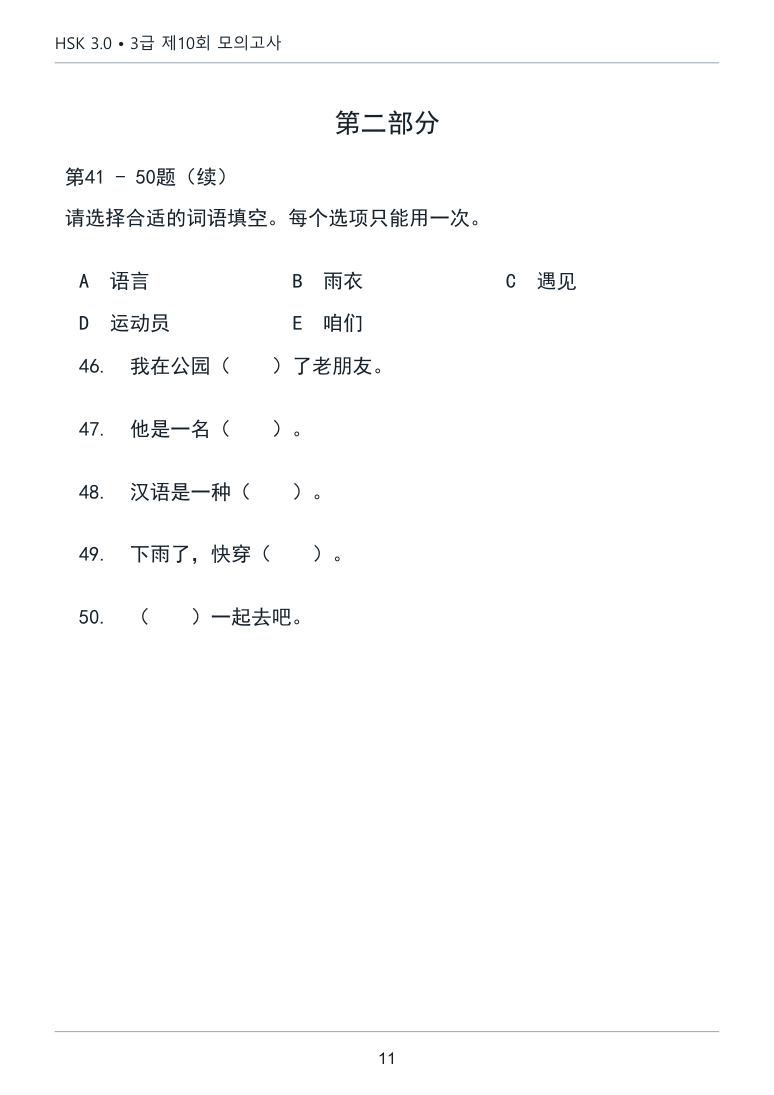 HSK 3.0 • 3급 제10회 모의고사
第二部分
第41 - 50题（续）
请选择合适的词语填空。每个选项只能用一次。
A 语言 B 雨衣 C 遇见
D 运动员 E 咱们
46. 我在公园（　　）了老朋友。
47. 他是一名（　　）。
48. 汉语是一种（　　）。
49. 下雨了，快穿（　　）。
50. （　　）一起去吧。
11